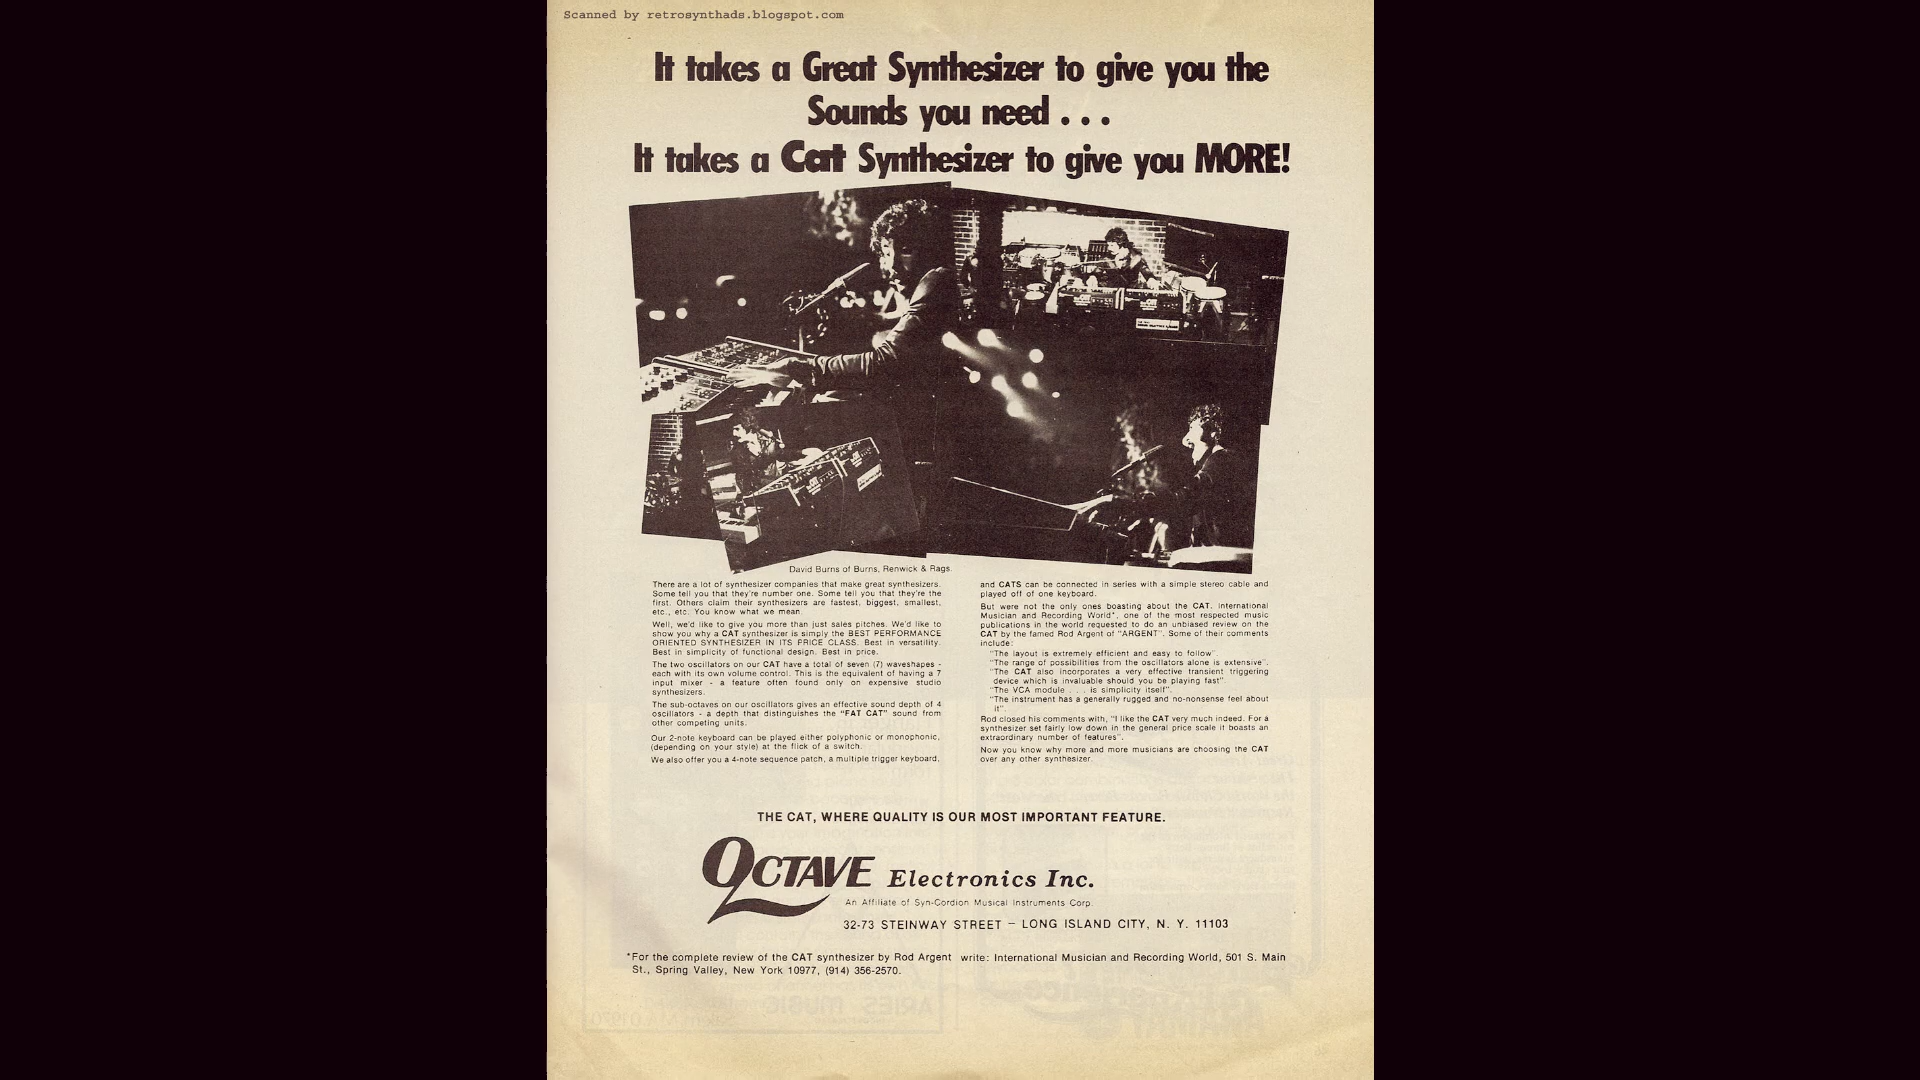 Scanned by retrosynthads.blogspot.com
It takes a Great Synthesizer to give you the
Sounds you need . . .
It takes a Cat Synthesizer to give you MORE!
David Burns of Burns, Renwick & Rags.
There are a lot of synthesizer companies that make great synthesizers.
Some tell you that they're number one. Some tell you that they're the
first. Others claim their synthesizers are fastest, biggest, smallest,
etc., etc. You know what we mean.
Well, we'd like to give you more than just sales pitches. We'd like to
show you why a CAT synthesizer is simply the BEST PERFORMANCE
ORIENTED SYNTHESIZER IN ITS PRICE CLASS. Best in versatility.
Best in simplicity of functional design. Best in price.
The two oscillators on our CAT have a total of seven (7) waveshapes -
each with its own volume control. This is the equivalent of having a 7
input mixer - a feature often found only on expensive studio
synthesizers.
The sub-octaves on our oscillators gives an effective sound depth of 4
oscillators - a depth that distinguishes the "FAT CAT" sound from
other competing units.
Our 2-note keyboard can be played either polyphonic or monophonic,
(depending on your style) at the flick of a switch.
We also offer you a 4-note sequence patch, a multiple trigger keyboard,
and CATS can be connected in series with a simple stereo cable and
played off of one keyboard.
But were not the only ones boasting about the CAT. International
Musician and Recording World*, one of the most respected music
publications in the world requested to do an unbiased review on the
CAT by the famed Rod Argent of "ARGENT". Some of their comments
include:
"The layout is extremely efficient and easy to follow".
"The range of possibilities from the oscillators alone is extensive".
"The CAT also incorporates a very effective transient triggering
device which is invaluable should you be playing fast".
"The VCA module . . . is simplicity itself".
"The instrument has a generally rugged and no-nonsense feel about
it".
Rod closed his comments with, "I like the CAT very much indeed. For a
synthesizer set fairly low down in the general price scale it boasts an
extraordinary number of features".
Now you know why more and more musicians are choosing the CAT
over any other synthesizer.
THE CAT, WHERE QUALITY IS OUR MOST IMPORTANT FEATURE.
OCTAVE Electronics Inc.
An Affiliate of Syn-Cordion Musical Instruments Corp.
32-73 STEINWAY STREET – LONG ISLAND CITY, N. Y. 11103
*For the complete review of the CAT synthesizer by Rod Argent write: International Musician and Recording World, 501 S. Main
St., Spring Valley, New York 10977, (914) 356-2570.